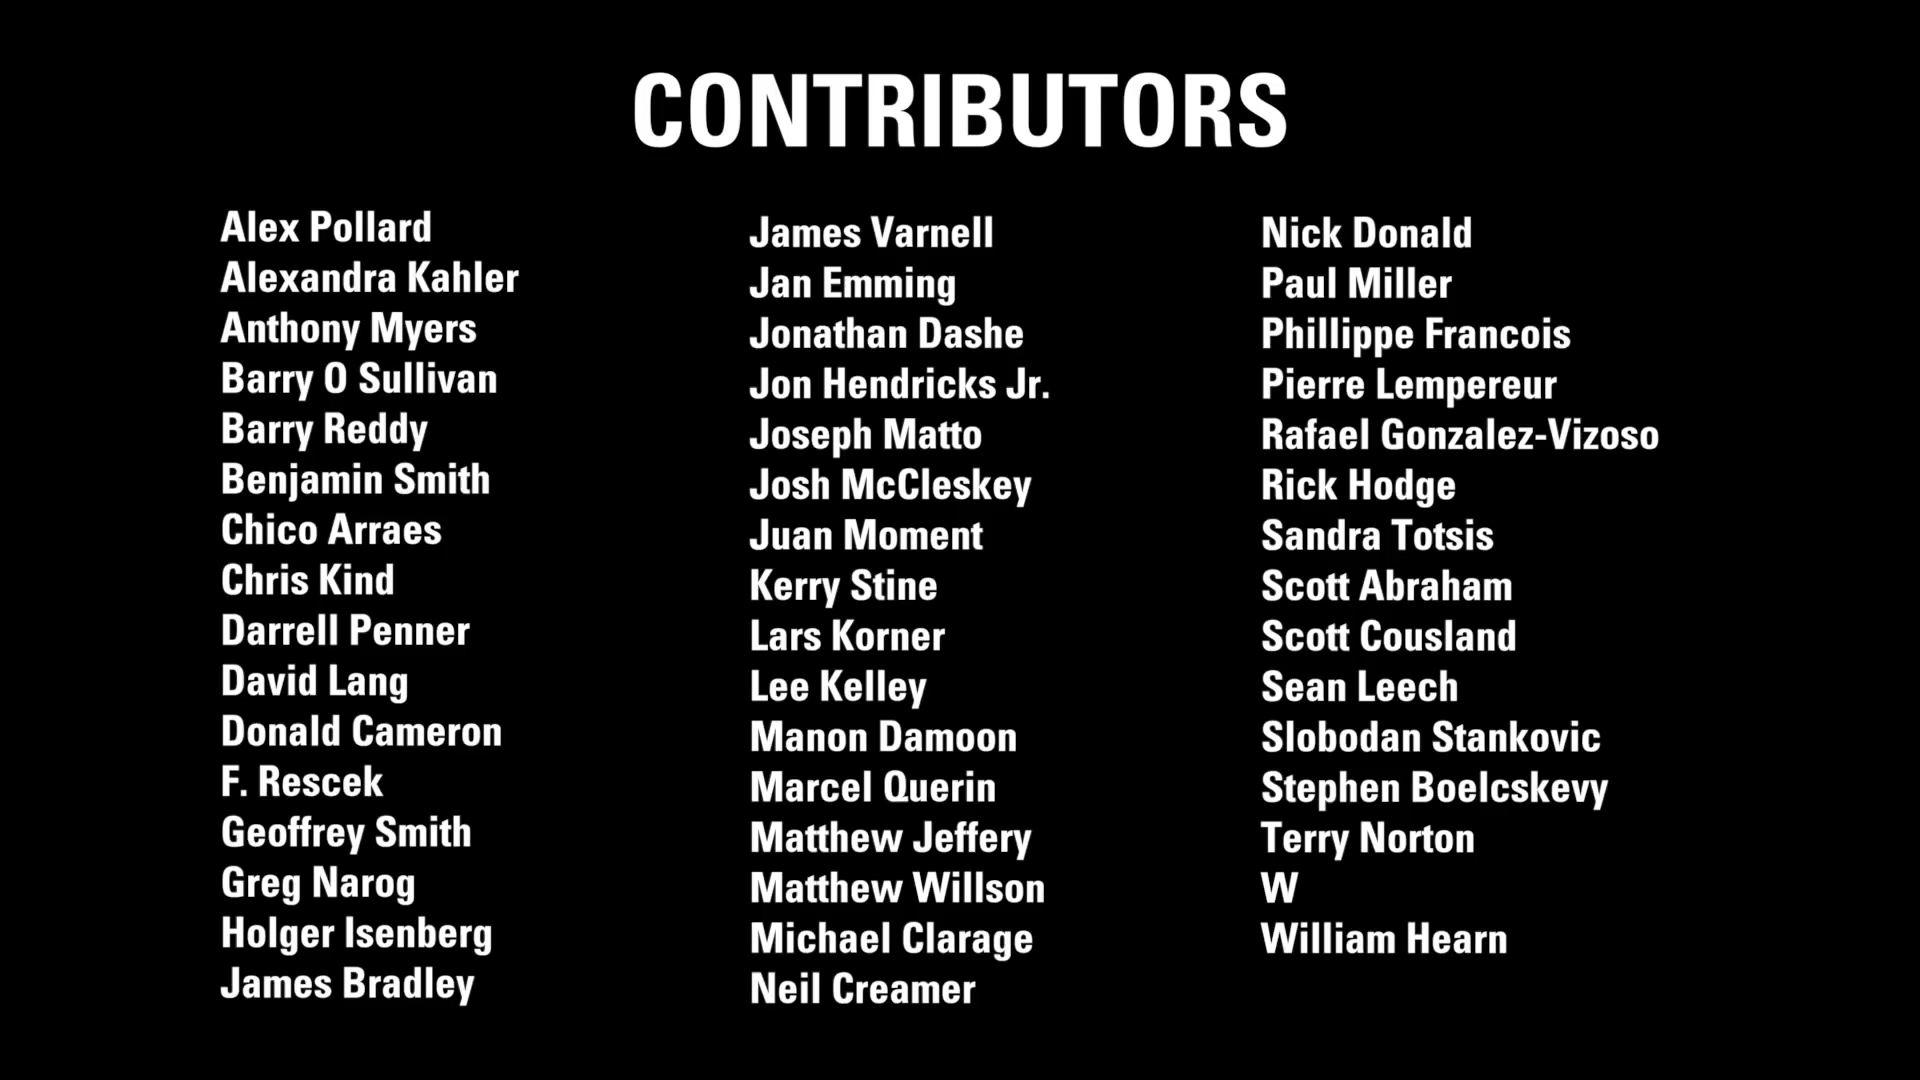 CONTRIBUTORS
Alex Pollard
Alexandra Kahler
Anthony Myers
Barry O Sullivan
Barry Reddy
Benjamin Smith
Chico Arraes
Chris Kind
Darrell Penner
David Lang
Donald Cameron
F. Rescek
Geoffrey Smith
Greg Narog
Holger Isenberg
James Bradley
James Varnell
Jan Emming
Jonathan Dashe
Jon Hendricks Jr.
Joseph Matto
Josh McCleskey
Juan Moment
Kerry Stine
Lars Korner
Lee Kelley
Manon Damoon
Marcel Querin
Matthew Jeffery
Matthew Willson
Michael Clarage
Neil Creamer
Nick Donald
Paul Miller
Phillippe Francois
Pierre Lempereur
Rafael Gonzalez-Vizoso
Rick Hodge
Sandra Totsis
Scott Abraham
Scott Cousland
Sean Leech
Slobodan Stankovic
Stephen Boelcskevy
Terry Norton
W
William Hearn